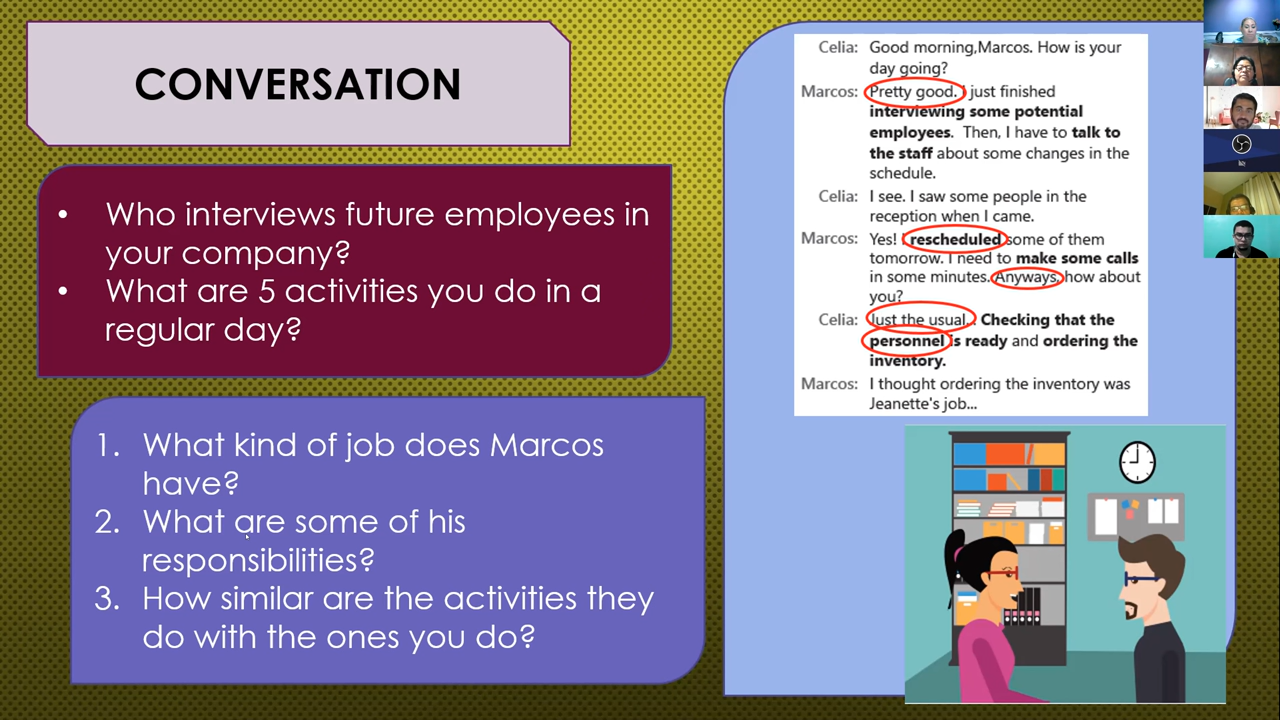 CONVERSATION
• Who interviews future employees in
your company?
• What are 5 activities you do in a
regular day?
1. What kind of job does Marcos
have?
2. What are some of his
responsibilities?
3. How similar are the activities they
do with the ones you do?
Celia: Good morning,Marcos. How is your
day going?
Marcos: Pretty good. I just finished
interviewing some potential
employees. Then, I have to talk to
the staff about some changes in the
schedule.
Celia: I see. I saw some people in the
reception when I came.
Marcos: Yes! I rescheduled some of them
tomorrow. I need to make some calls
in some minutes. Anyways, how about
you?
Celia: Just the usual. Checking that the
personnel is ready and ordering the
inventory.
Marcos: I thought ordering the inventory was
Jeanette's job...